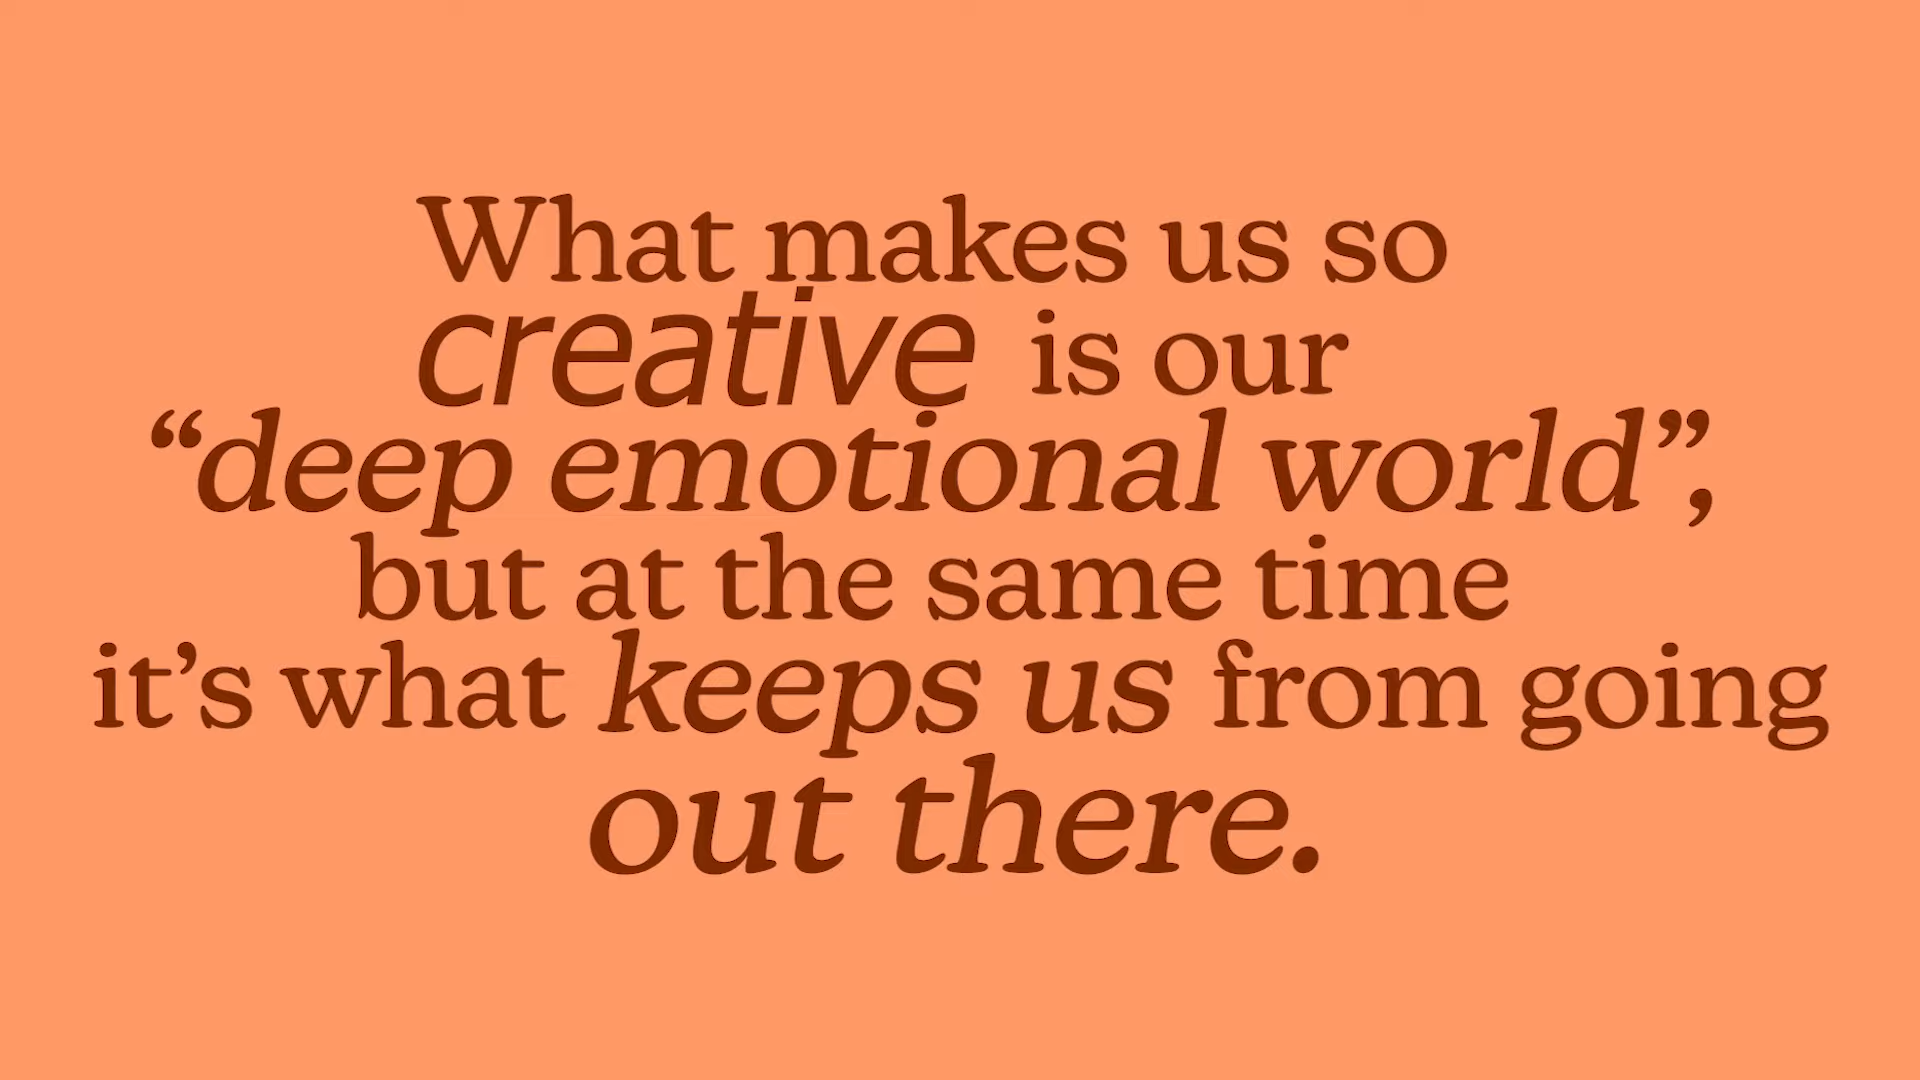 What makes us so
creative is our
“deep emotional world”,
but at the same time
it’s what keeps us from going
out there.